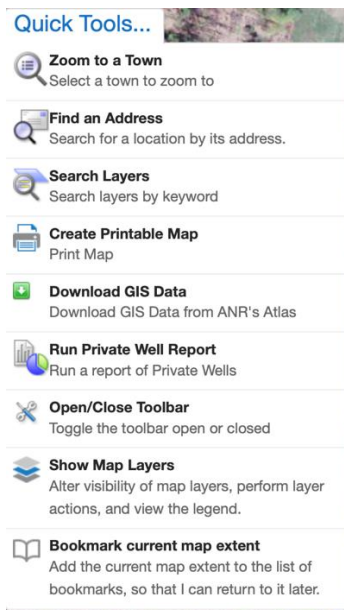 Quick Tools...
Zoom to a Town
Select a town to zoom to
Find an Address
Search for a location by its address.
Search Layers
Search layers by keyword
Create Printable Map
Print Map
Download GIS Data
Download GIS Data from ANR's Atlas
Run Private Well Report
Run a report of Private Wells
Open/Close Toolbar
Toggle the toolbar open or closed
Show Map Layers
Alter visibility of map layers, perform layer
actions, and view the legend.
Bookmark current map extent
Add the current map extent to the list of
bookmarks, so that I can return to it later.